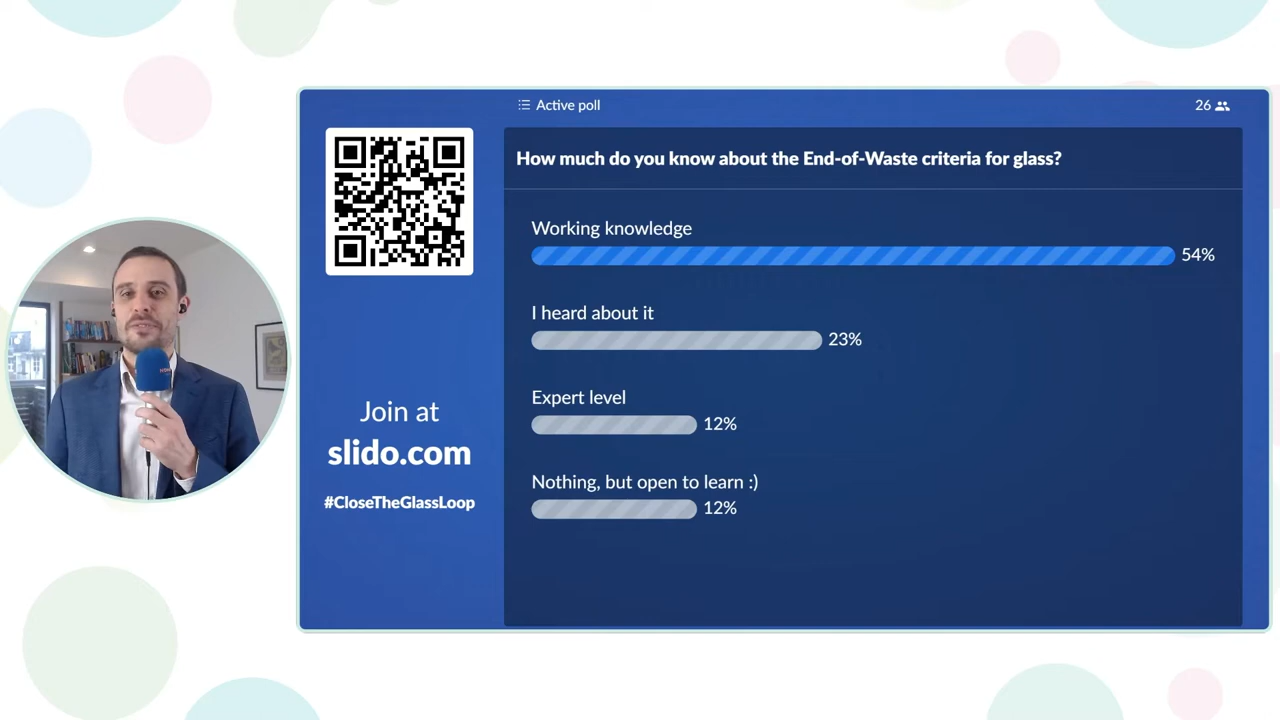 Active poll
26
How much do you know about the End-of-Waste criteria for glass?
Working knowledge
54%
I heard about it
23%
Expert level
12%
Nothing, but open to learn :)
12%
Join at
slido.com
#CloseTheGlassLoop